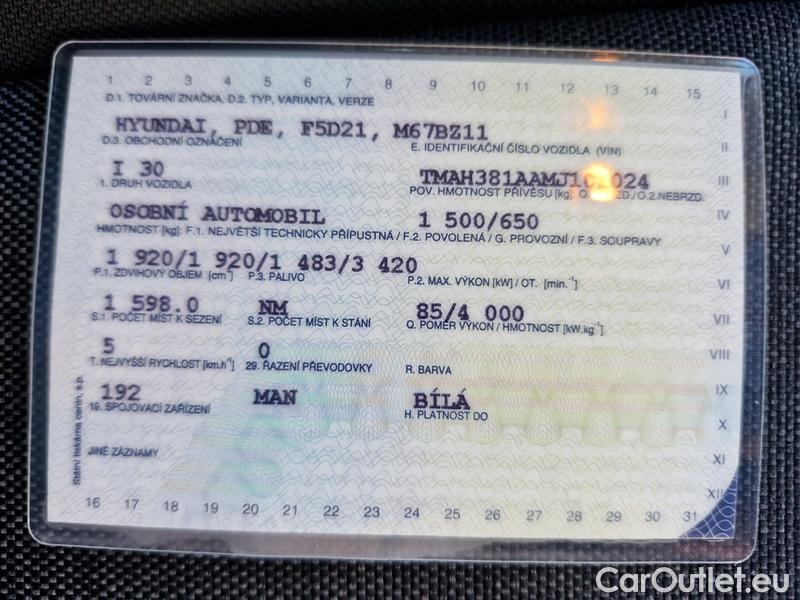 1 2 3 4 5 6 7 8 9 10 11 12 13 14 15
D.1. TOVÁRNÍ ZNAČKA, D.2. TYP, VARIANTA, VERZE
I
HYUNDAI, PDE, F5D21, M67BZ11
D.3. OBCHODNÍ OZNAČENÍ E. IDENTIFIKAČNÍ ČÍSLO VOZIDLA (VIN)
II
I 30
III
1. DRUH VOZIDLA POV. HMOTNOST PŘÍVĚSU [kg]: /O.2.NEBRZD.
OSOBNÍ AUTOMOBIL 1 500/650
IV
HMOTNOST [kg]: F.1. NEJVĚTŠÍ TECHNICKY PŘÍPUSTNÁ / F.2. POVOLENÁ / G. PROVOZNÍ / F.3. SOUPRAVY
V
1 920/1 920/1 483/3 420
P.1. ZDVIHOVÝ OBJEM [cm³] P.3. PALIVO P.2. MAX. VÝKON [kW] / OT. [min.⁻¹]
VI
1 598.0 NM 85/4 000
VII
S.1. POČET MÍST K SEZENÍ S.2. POČET MÍST K STÁNÍ Q. POMĚR VÝKON / HMOTNOST [kW.kg⁻¹]
5 0
VIII
T. NEJVYŠŠÍ RYCHLOST [km.h⁻¹] 29. ŘAZENÍ PŘEVODOVKY R. BARVA
192 MAN BÍLÁ
IX
19. SPOJOVACÍ ZAŘÍZENÍ H. PLATNOST DO
X
JINÉ ZÁZNAMY
XI
XII
16 17 18 19 20 21 22 23 24 25 26 27 28 29 30 31
Státní tiskárna cenin, s.p.
CarOutlet.eu